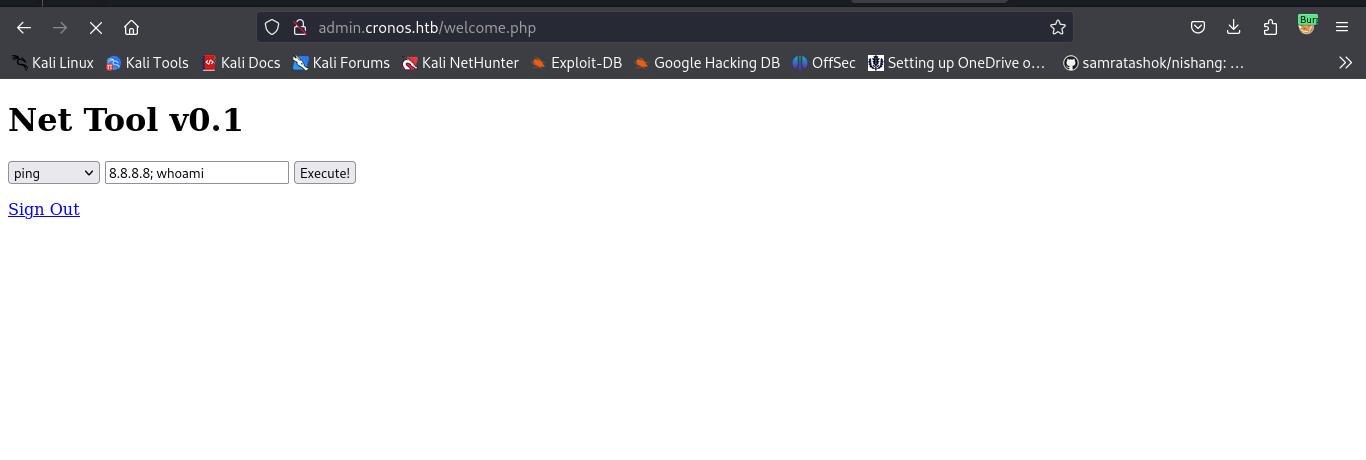 admin.cronos.htb/welcome.php
Kali Linux Kali Tools Kali Docs Kali Forums Kali NetHunter Exploit-DB Google Hacking DB OffSec Setting up OneDrive o… samratashok/nishang: …
Net Tool v0.1
ping 8.8.8.8; whoami Execute!
Sign Out